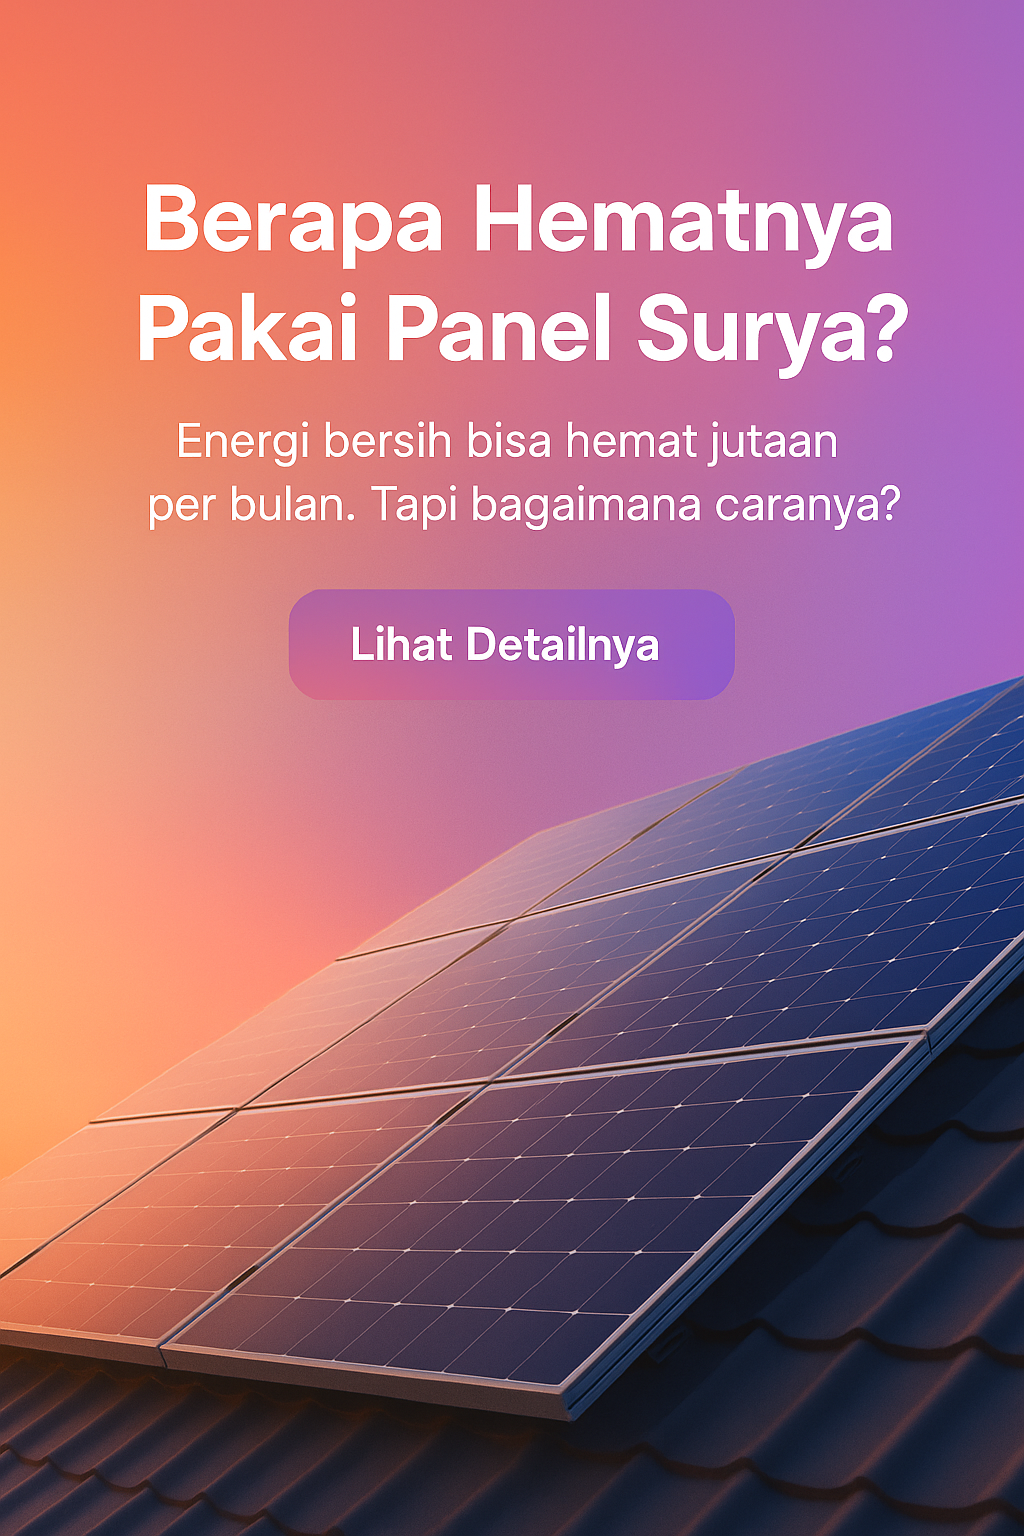 Berapa Hematnya
Pakai Panel Surya?
Energi bersih bisa hemat jutaan
per bulan. Tapi bagaimana caranya?
Lihat Detailnya